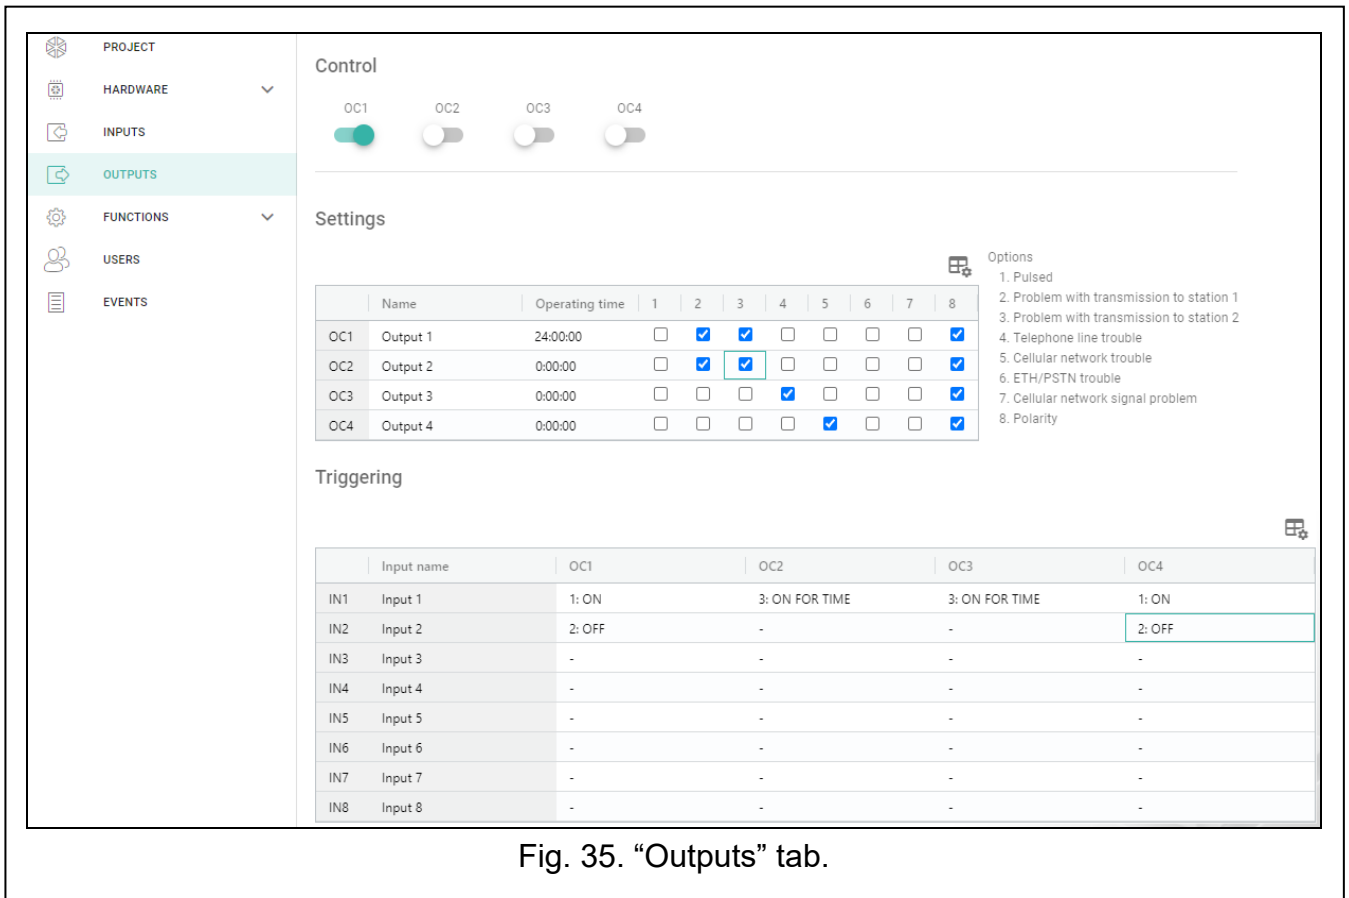 PROJECT
HARDWARE
INPUTS
OUTPUTS
FUNCTIONS
USERS
EVENTS
Control
OC1 OC2 OC3 OC4
Settings
Options
1. Pulsed
2. Problem with transmission to station 1
3. Problem with transmission to station 2
4. Telephone line trouble
5. Cellular network trouble
6. ETH/PSTN trouble
7. Cellular network signal problem
8. Polarity
Name Operating time 1 2 3 4 5 6 7 8
OC1 Output 1 24:00:00
OC2 Output 2 0:00:00
OC3 Output 3 0:00:00
OC4 Output 4 0:00:00
Triggering
Input name OC1 OC2 OC3 OC4
IN1 Input 1 1: ON 3: ON FOR TIME 3: ON FOR TIME 1: ON
IN2 Input 2 2: OFF - - 2: OFF
IN3 Input 3 - - - -
IN4 Input 4 - - - -
IN5 Input 5 - - - -
IN6 Input 6 - - - -
IN7 Input 7 - - - -
IN8 Input 8 - - - -
Fig. 35. “Outputs” tab.